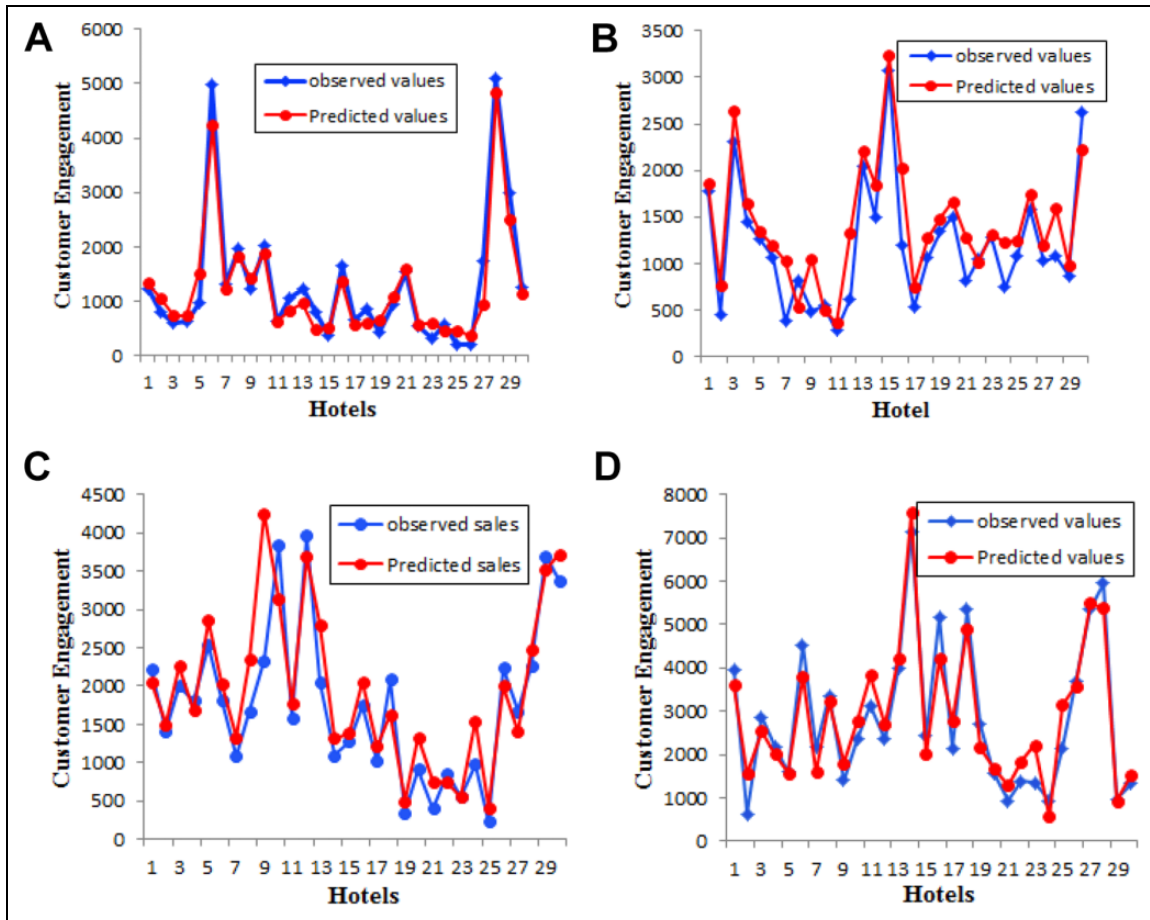 A
6000
5000
4000
3000
2000
1000
0
Customer Engagement
observed values
Predicted values
1 3 5 7 9 11 13 15 17 19 21 23 25 27 29
Hotels
B
3500
3000
2500
2000
1500
1000
500
0
Customer Engagement
observed values
Predicted values
1 3 5 7 9 11 13 15 17 19 21 23 25 27 29
Hotel
C
4500
4000
3500
3000
2500
2000
1500
1000
500
0
Customer Engagement
observed sales
Predicted sales
1 3 5 7 9 11 13 15 17 19 21 23 25 27 29
Hotels
D
8000
7000
6000
5000
4000
3000
2000
1000
0
Customer Engagement
observed values
Predicted values
1 3 5 7 9 11 13 15 17 19 21 23 25 27 29
Hotels